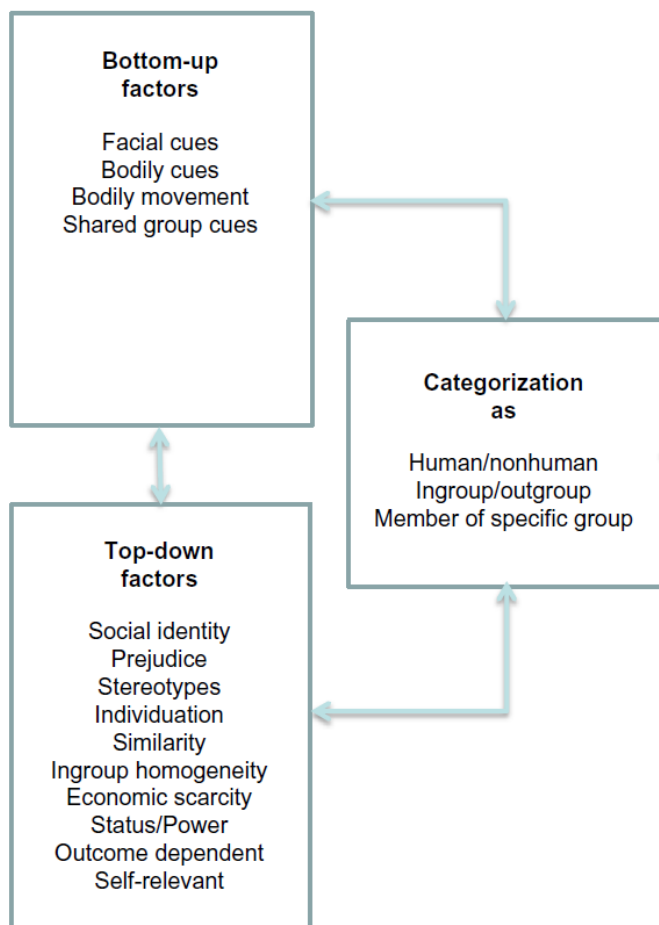 Bottom-up
factors
Facial cues
Bodily cues
Bodily movement
Shared group cues
Categorization
as
Human/nonhuman
Ingroup/outgroup
Member of specific group
Top-down
factors
Social identity
Prejudice
Stereotypes
Individuation
Similarity
Ingroup homogeneity
Economic scarcity
Status/Power
Outcome dependent
Self-relevant